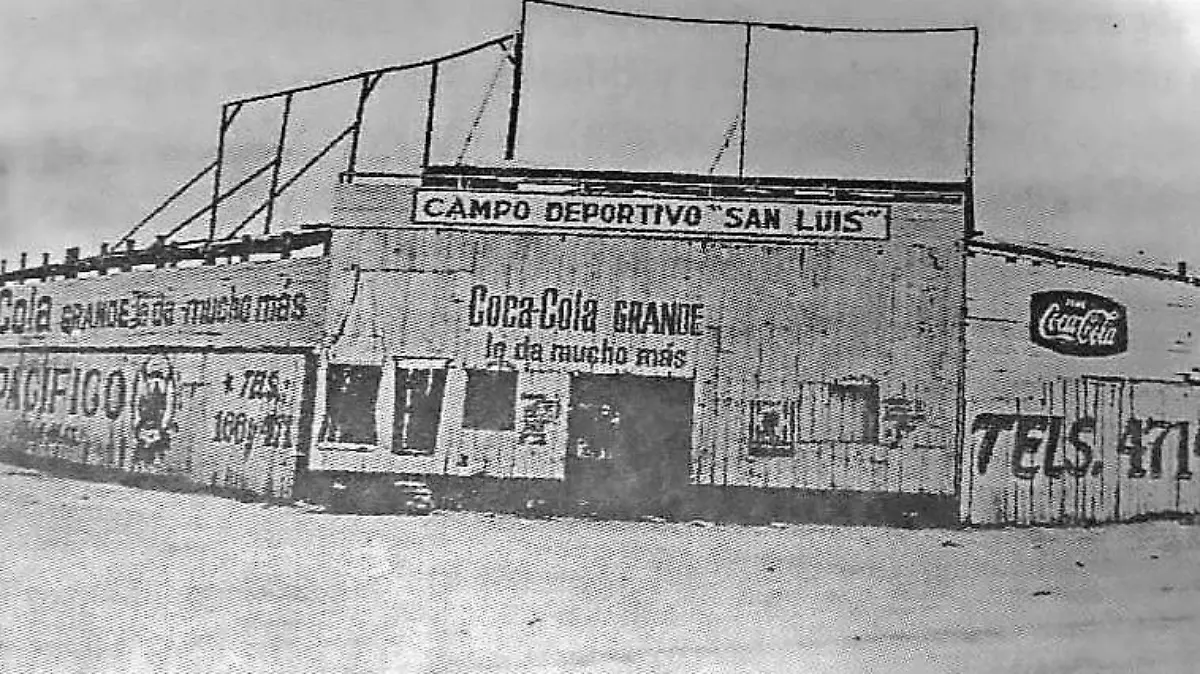 CAMPO DEPORTIVO "SAN LUIS"
Coca-Cola GRANDE
le da mucho más
Cola GRANDE le da mucho más
PACIFICO
TELS.
Coca-Cola
TELS. 471